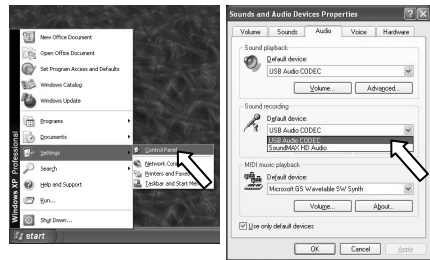 New Office Document
Open Office Document
Set Program Access and Defaults
Windows Catalog
Windows Update
Programs
Documents
Settings
Control Panel
Network Con
Printers and Faxes
Taskbar and Start Men
Search
Help and Support
Run...
Shut Down...
Windows XP Professional
start
Sounds and Audio Devices Properties
Volume Sounds Audio Voice Hardware
Sound playback
Default device:
USB Audio CODEC
Volume... Advanced...
Sound recording
Default device:
USB Audio CODEC
USB Audio CODEC
SoundMAX HD Audio
MIDI music playback
Default device:
Microsoft GS Wavetable SW Synth
Volume... About...
Use only default devices
OK Cancel Apply